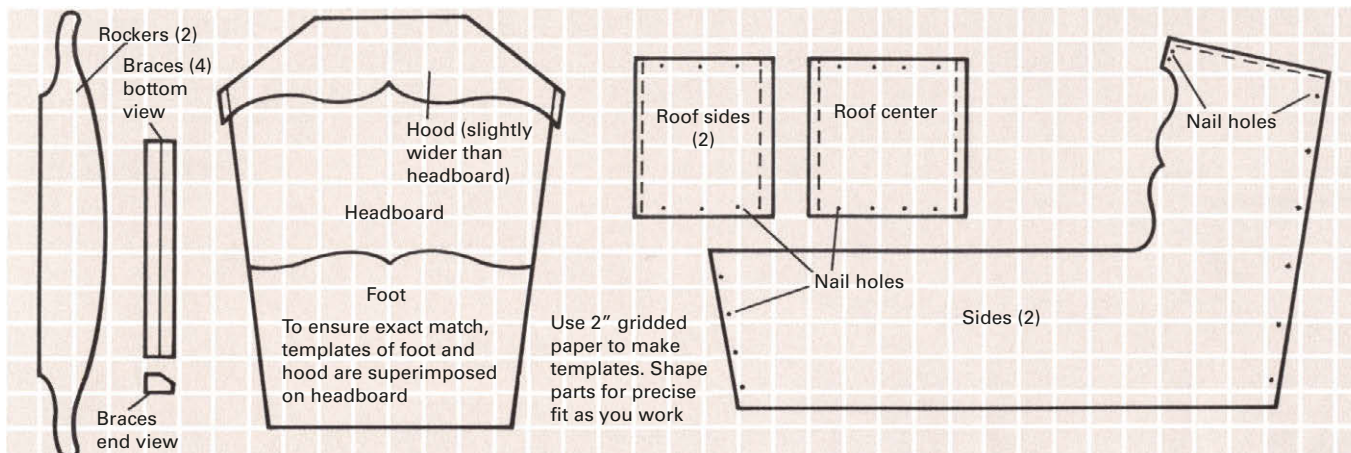 Rockers (2)
Braces (4)
bottom
view
Braces
end view
Hood (slightly
wider than
headboard)
Headboard
Foot
To ensure exact match,
templates of foot and
hood are superimposed
on headboard
Use 2” gridded
paper to make
templates. Shape
parts for precise
fit as you work
Roof sides
(2)
Roof center
Nail holes
Nail holes
Sides (2)